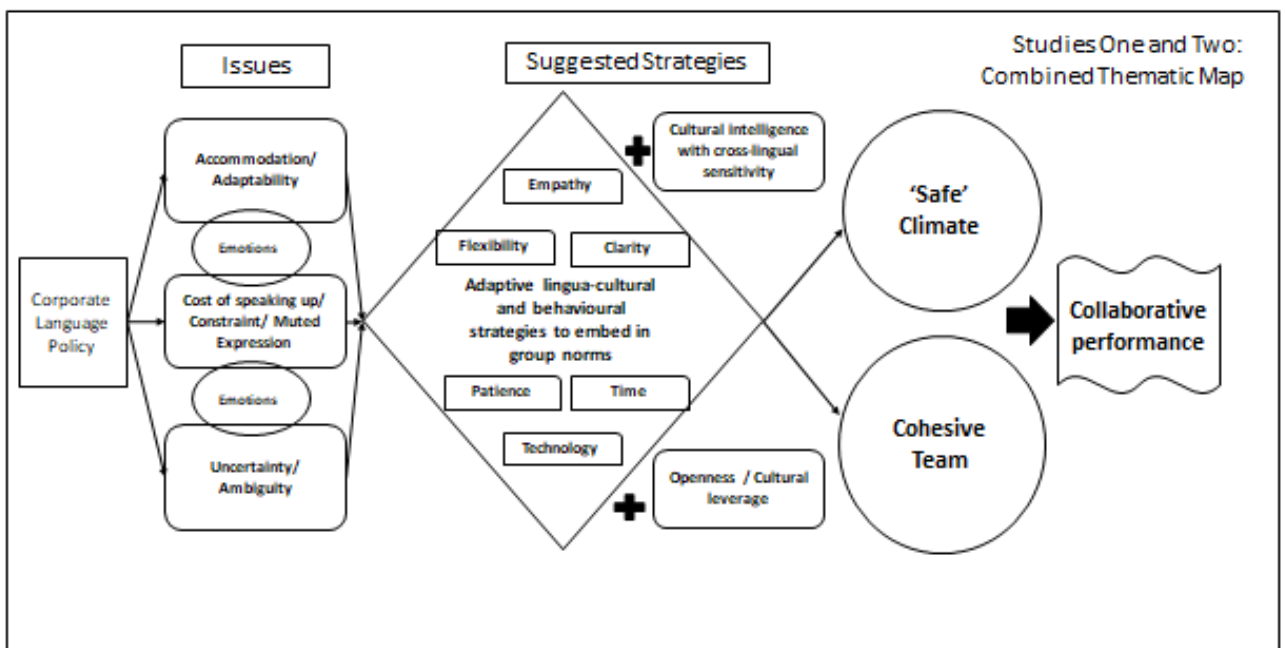 Studies One and Two:
Combined Thematic Map
Issues
Suggested Strategies
Corporate
Language
Policy
Accommodation/
Adaptability
Emotions
Cost of speaking up/
Constraint/ Muted
Expression
Emotions
Uncertainty/
Ambiguity
Empathy
Flexibility
Clarity
Adaptive lingua-cultural
and behavioural
strategies to embed in
group norms
Patience
Time
Technology
Cultural intelligence
with cross-lingual
sensitivity
Openness / Cultural
leverage
‘Safe’
Climate
Cohesive
Team
Collaborative
performance